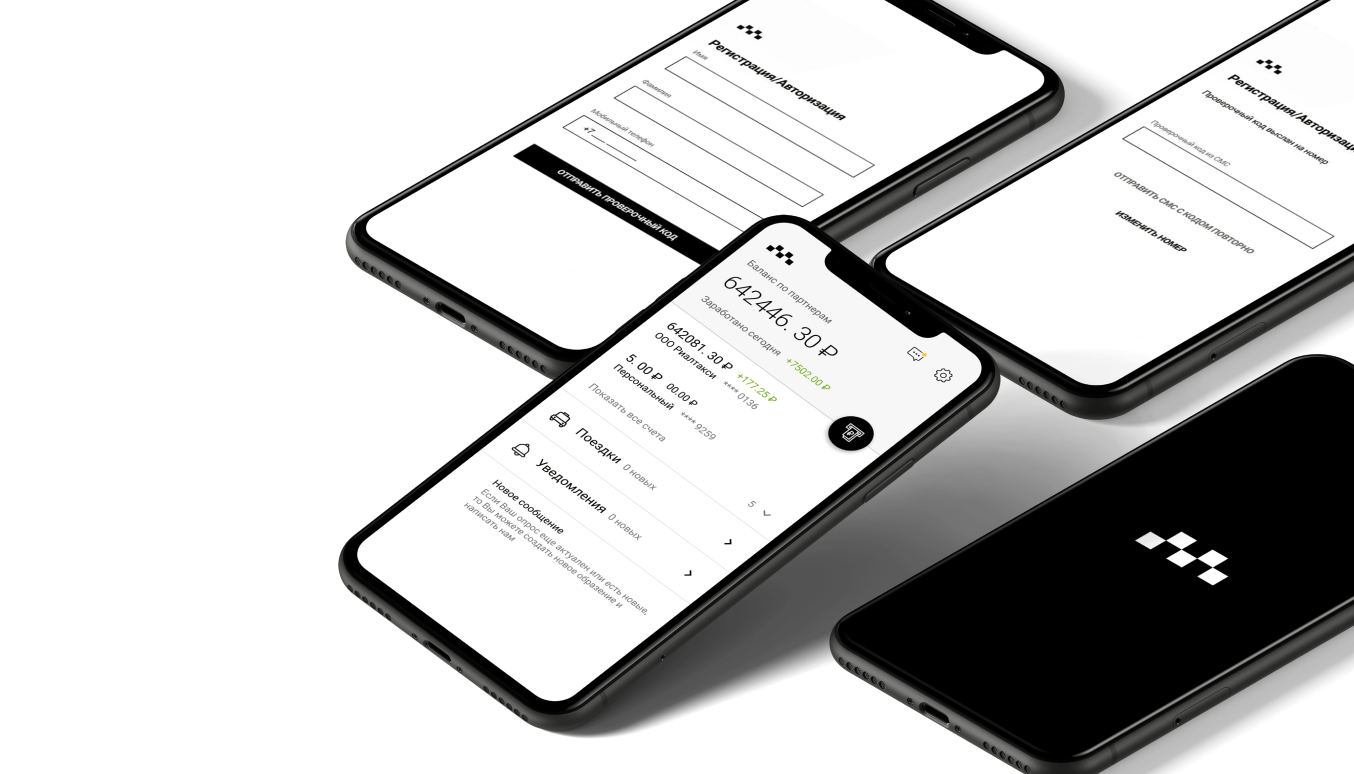 Регистрация/Авторизация
Имя
Фамилия
Мобильный телефон
+7 ___ _______
ОТПРАВИТЬ ПРОВЕРОЧНЫЙ КОД
Регистрация/Авторизаци
Проверочный код выслан на номер
Проверочный код из СМС
ОТПРАВИТЬ СМС С КОДОМ ПОВТОРНО
ИЗМЕНИТЬ НОМЕР
Баланс по партнерам
642446. 30 ₽
Заработано сегодня +7502.00 ₽
642081. 30 ₽ +177.25 ₽
ООО Риалтакси **** 0136
5. 00 ₽ 00.00 ₽
Персональный **** 9259
Показать все счета
5
Поездки 0 новых
Уведомления 0 новых
Новое сообщение
Если Ваш опрос еще актуален или есть новые,
то Вы можете создать новое обращение и
написать нам